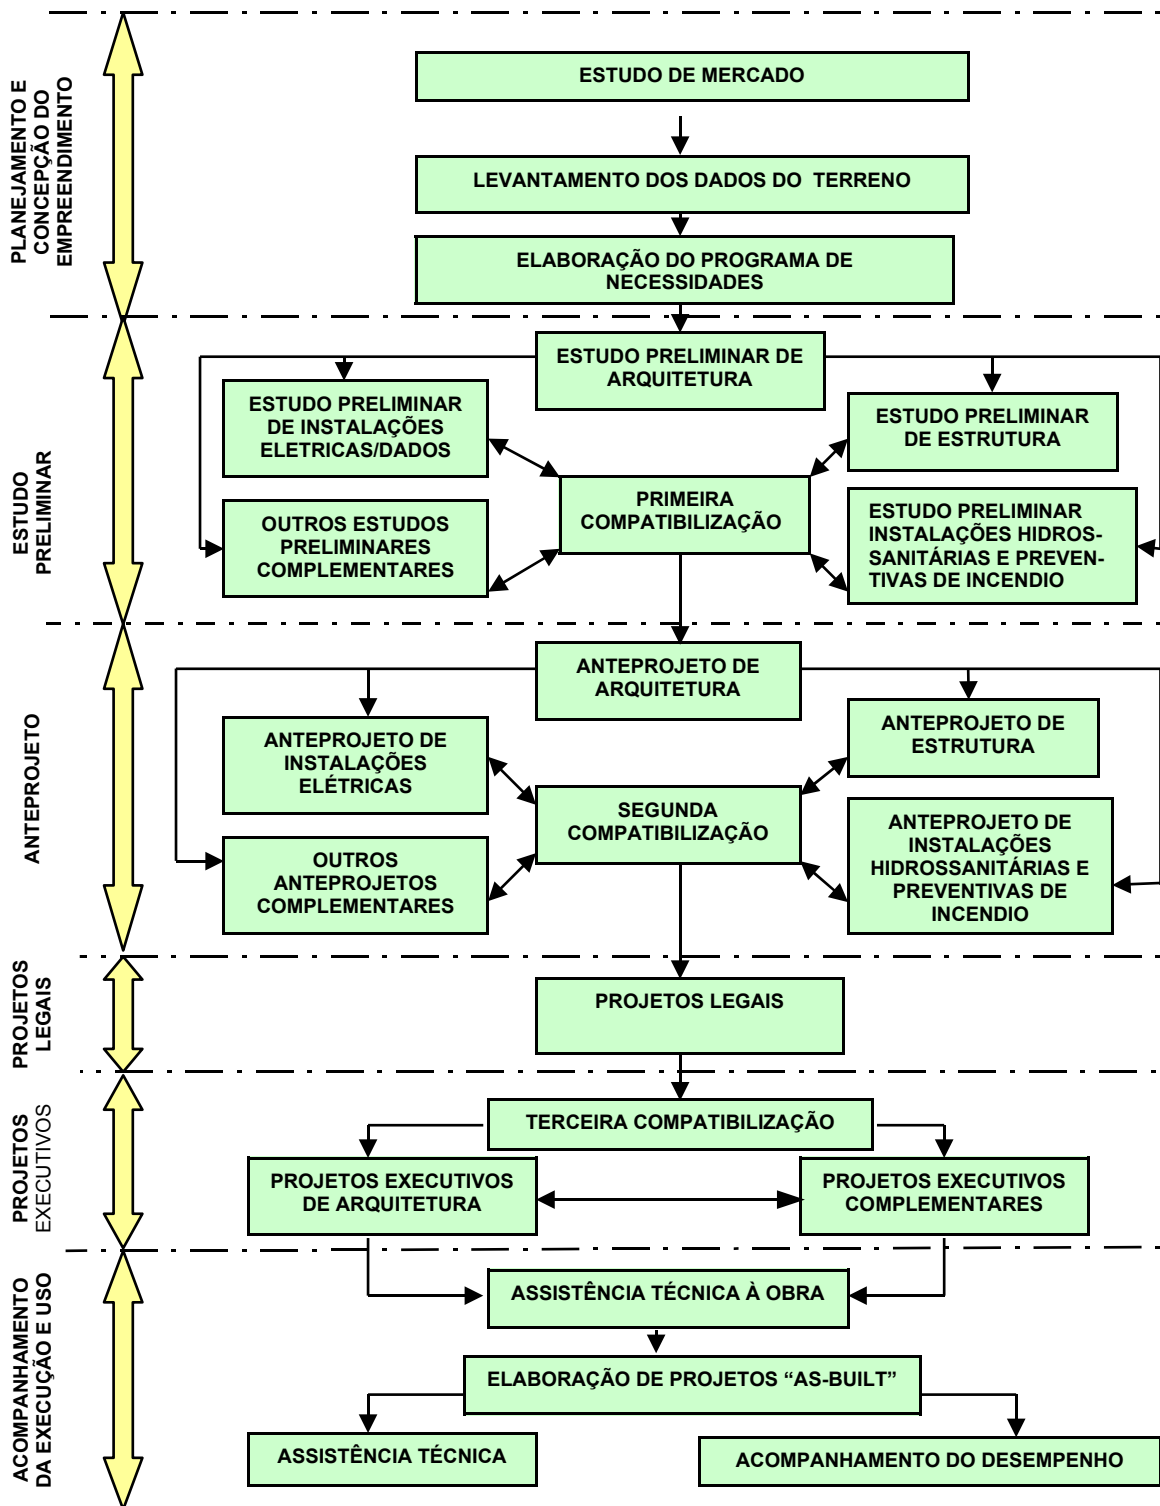 PLANEJAMENTO E
CONCEPÇÃO DO
EMPREENDIMENTO
ESTUDO DE MERCADO
LEVANTAMENTO DOS DADOS DO TERRENO
ELABORAÇÃO DO PROGRAMA DE
NECESSIDADES
ESTUDO
PRELIMINAR
ESTUDO PRELIMINAR DE
ARQUITETURA
ESTUDO PRELIMINAR
DE INSTALAÇÕES
ELETRICAS/DADOS
ESTUDO PRELIMINAR
DE ESTRUTURA
PRIMEIRA
COMPATIBILIZAÇÃO
OUTROS ESTUDOS
PRELIMINARES
COMPLEMENTARES
ESTUDO PRELIMINAR
INSTALAÇÕES HIDROS-
SANITÁRIAS E PREVEN-
TIVAS DE INCENDIO
ANTEPROJETO
ANTEPROJETO DE
ARQUITETURA
ANTEPROJETO DE
INSTALAÇÕES
ELÉTRICAS
ANTEPROJETO DE
ESTRUTURA
SEGUNDA
COMPATIBILIZAÇÃO
OUTROS
ANTEPROJETOS
COMPLEMENTARES
ANTEPROJETO DE
INSTALAÇÕES
HIDROSSANITÁRIAS E
PREVENTIVAS DE
INCENDIO
PROJETOS
LEGAIS
PROJETOS LEGAIS
PROJETOS
EXECUTIVOS
TERCEIRA COMPATIBILIZAÇÃO
PROJETOS EXECUTIVOS
DE ARQUITETURA
PROJETOS EXECUTIVOS
COMPLEMENTARES
ACOMPANHAMENTO
DA EXECUÇÃO E USO
ASSISTÊNCIA TÉCNICA À OBRA
ELABORAÇÃO DE PROJETOS “AS-BUILT”
ASSISTÊNCIA TÉCNICA
ACOMPANHAMENTO DO DESEMPENHO